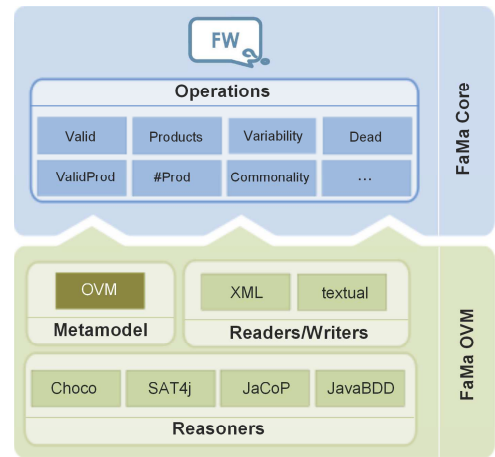 FW
Operations
Valid
Products
Variability
Dead
ValidProd
#Prod
Commonality
...
FaMa Core
OVM
Metamodel
XML
textual
Readers/Writers
Choco
SAT4j
JaCoP
JavaBDD
Reasoners
FaMa OVM